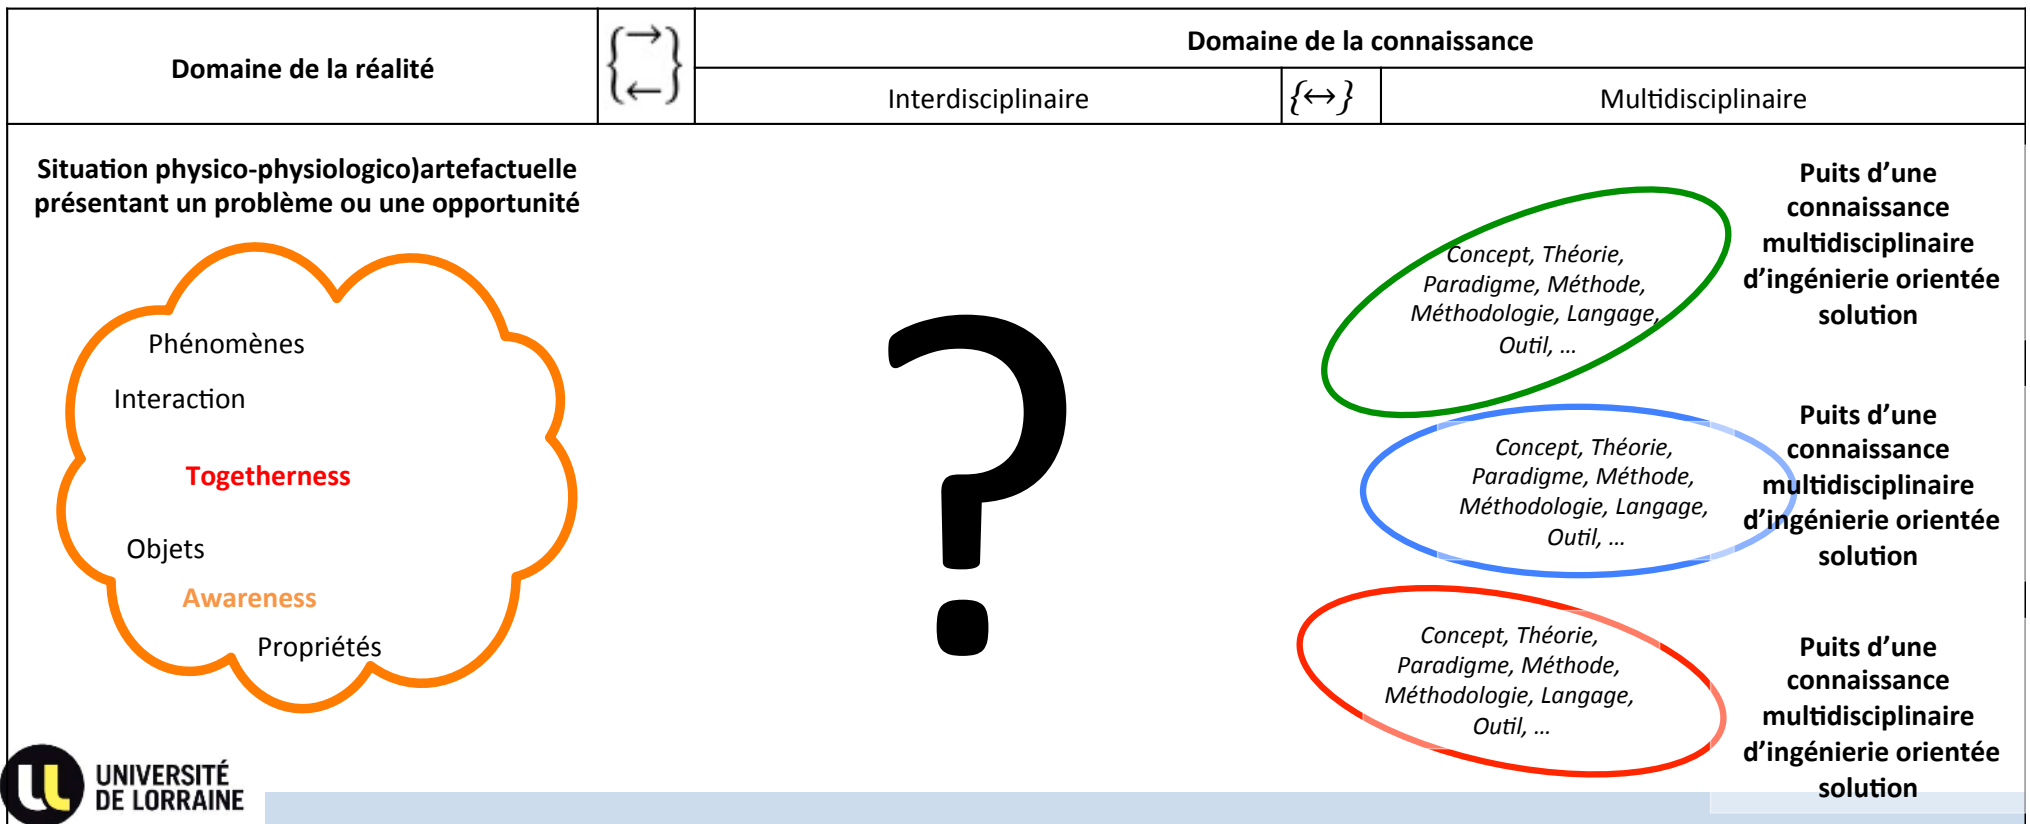 Domaine de la réalité
{→ ←}
Domaine de la connaissance
Interdisciplinaire
{↔}
Multidisciplinaire
Situation physico-physiologico)artefactuelle
présentant un problème ou une opportunité
Phénomènes
Interaction
Togetherness
Objets
Awareness
Propriétés
?
Concept, Théorie,
Paradigme, Méthode,
Méthodologie, Langage,
Outil, ...
Puits d'une
connaissance
multidisciplinaire
d'ingénierie orientée
solution
Concept, Théorie,
Paradigme, Méthode,
Méthodologie, Langage,
Outil, ...
Puits d'une
connaissance
multidisciplinaire
d'ingénierie orientée
solution
Concept, Théorie,
Paradigme, Méthode,
Méthodologie, Langage,
Outil, ...
Puits d'une
connaissance
multidisciplinaire
d'ingénierie orientée
solution
UNIVERSITÉ
DE LORRAINE